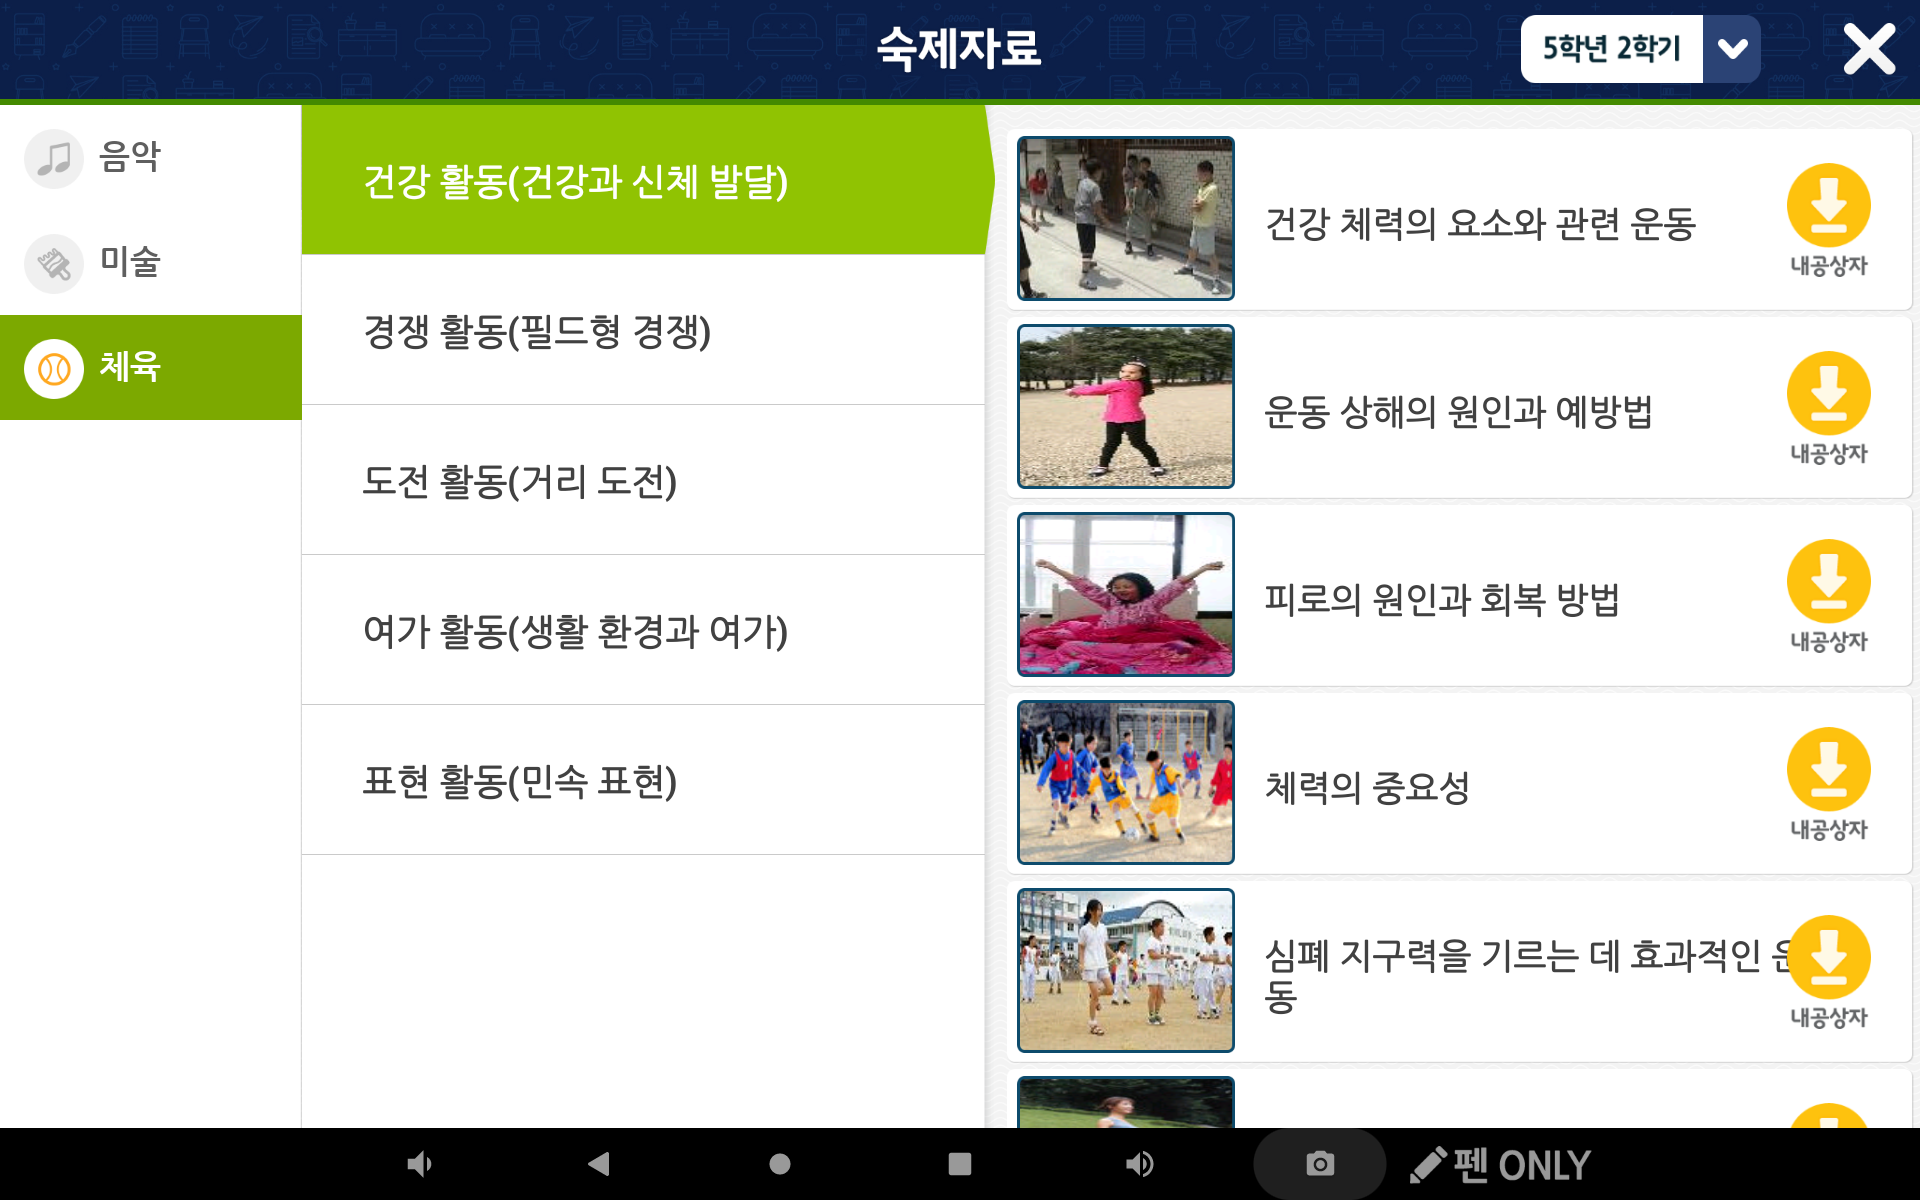 숙제자료
5학년 2학기
음악
미술
체육
건강 활동(건강과 신체 발달)
경쟁 활동(필드형 경쟁)
도전 활동(거리 도전)
여가 활동(생활 환경과 여가)
표현 활동(민속 표현)
건강 체력의 요소와 관련 운동
내공상자
운동 상해의 원인과 예방법
내공상자
피로의 원인과 회복 방법
내공상자
체력의 중요성
내공상자
심폐 지구력을 기르는 데 효과적인 운
동
내공상자
펜 ONLY